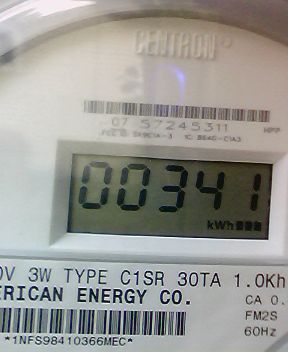 CENTRON®
07 57245311
00341
kWh
0V 3W TYPE C1SR 30TA 1.0Kh
ERICAN ENERGY CO. CA 0.
FM2S
60Hz
*1NFS98410366MEC*